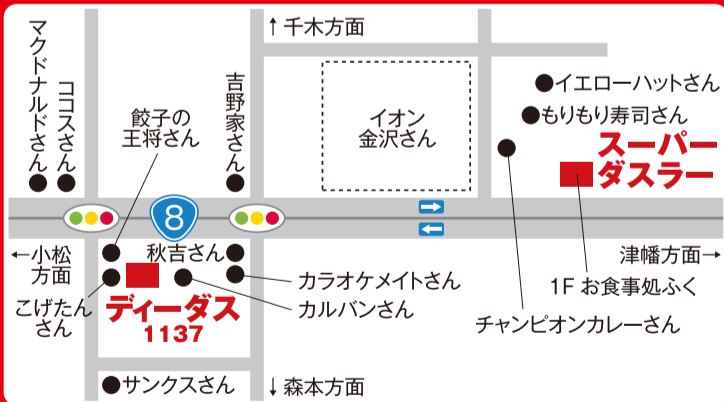 マクドナルドさん
ココスさん
餃子の
王将さん
吉野家さん
↑千木方面
イオン
金沢さん
イエローハットさん
もりもり寿司さん
スーパー
ダスラー
8
←小松
方面
秋吉さん
津幡方面→
こげたん
さん
ディーダス
1137
カラオケメイトさん
カルバンさん
1F お食事処ふく
チャンピオンカレーさん
サンクスさん
↓森本方面